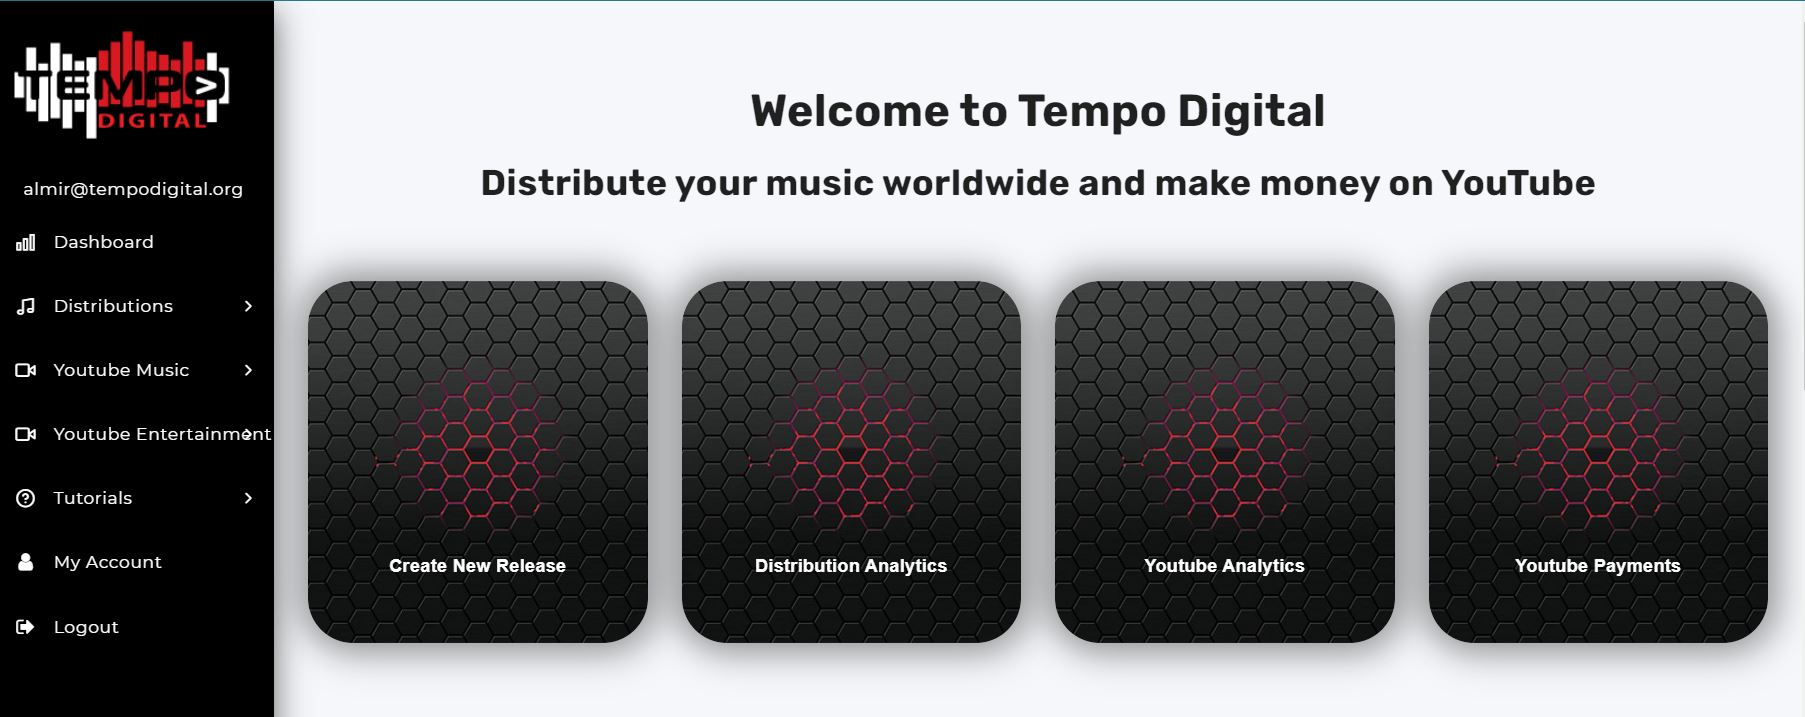 TEMPO
DIGITAL
almir@tempodigital.org
Dashboard
Distributions
Youtube Music
Youtube Entertainment
Tutorials
My Account
Logout
Welcome to Tempo Digital
Distribute your music worldwide and make money on YouTube
Create New Release
Distribution Analytics
Youtube Analytics
Youtube Payments